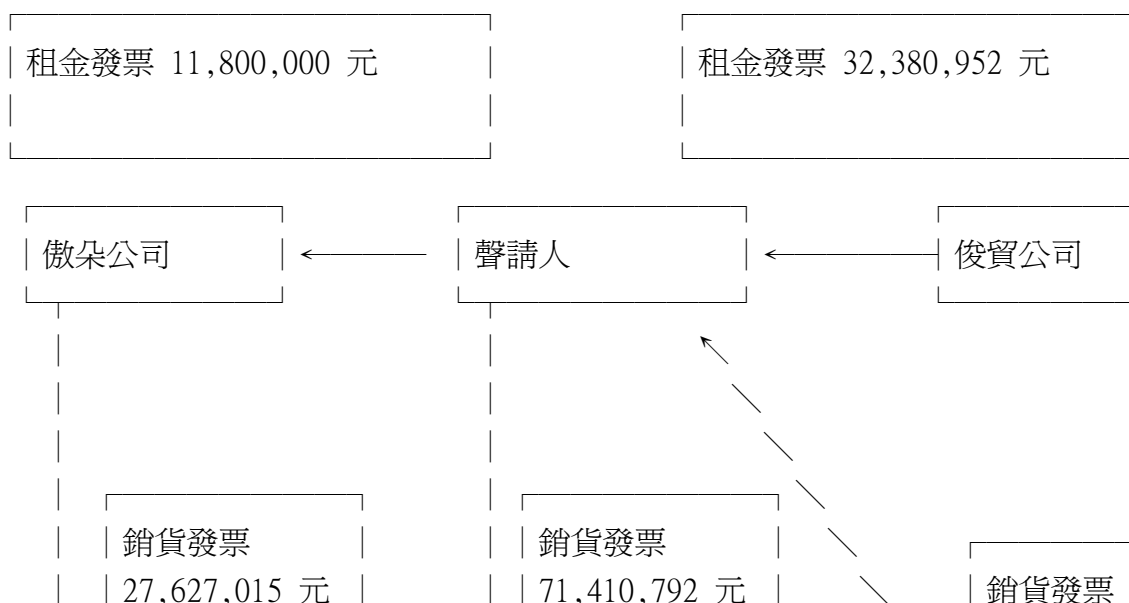 租金發票 11,800,000 元
租金發票 32,380,952 元
傲朵公司
聲請人
俊貿公司
銷貨發票
27,627,015 元
銷貨發票
71,410,792 元
銷貨發票